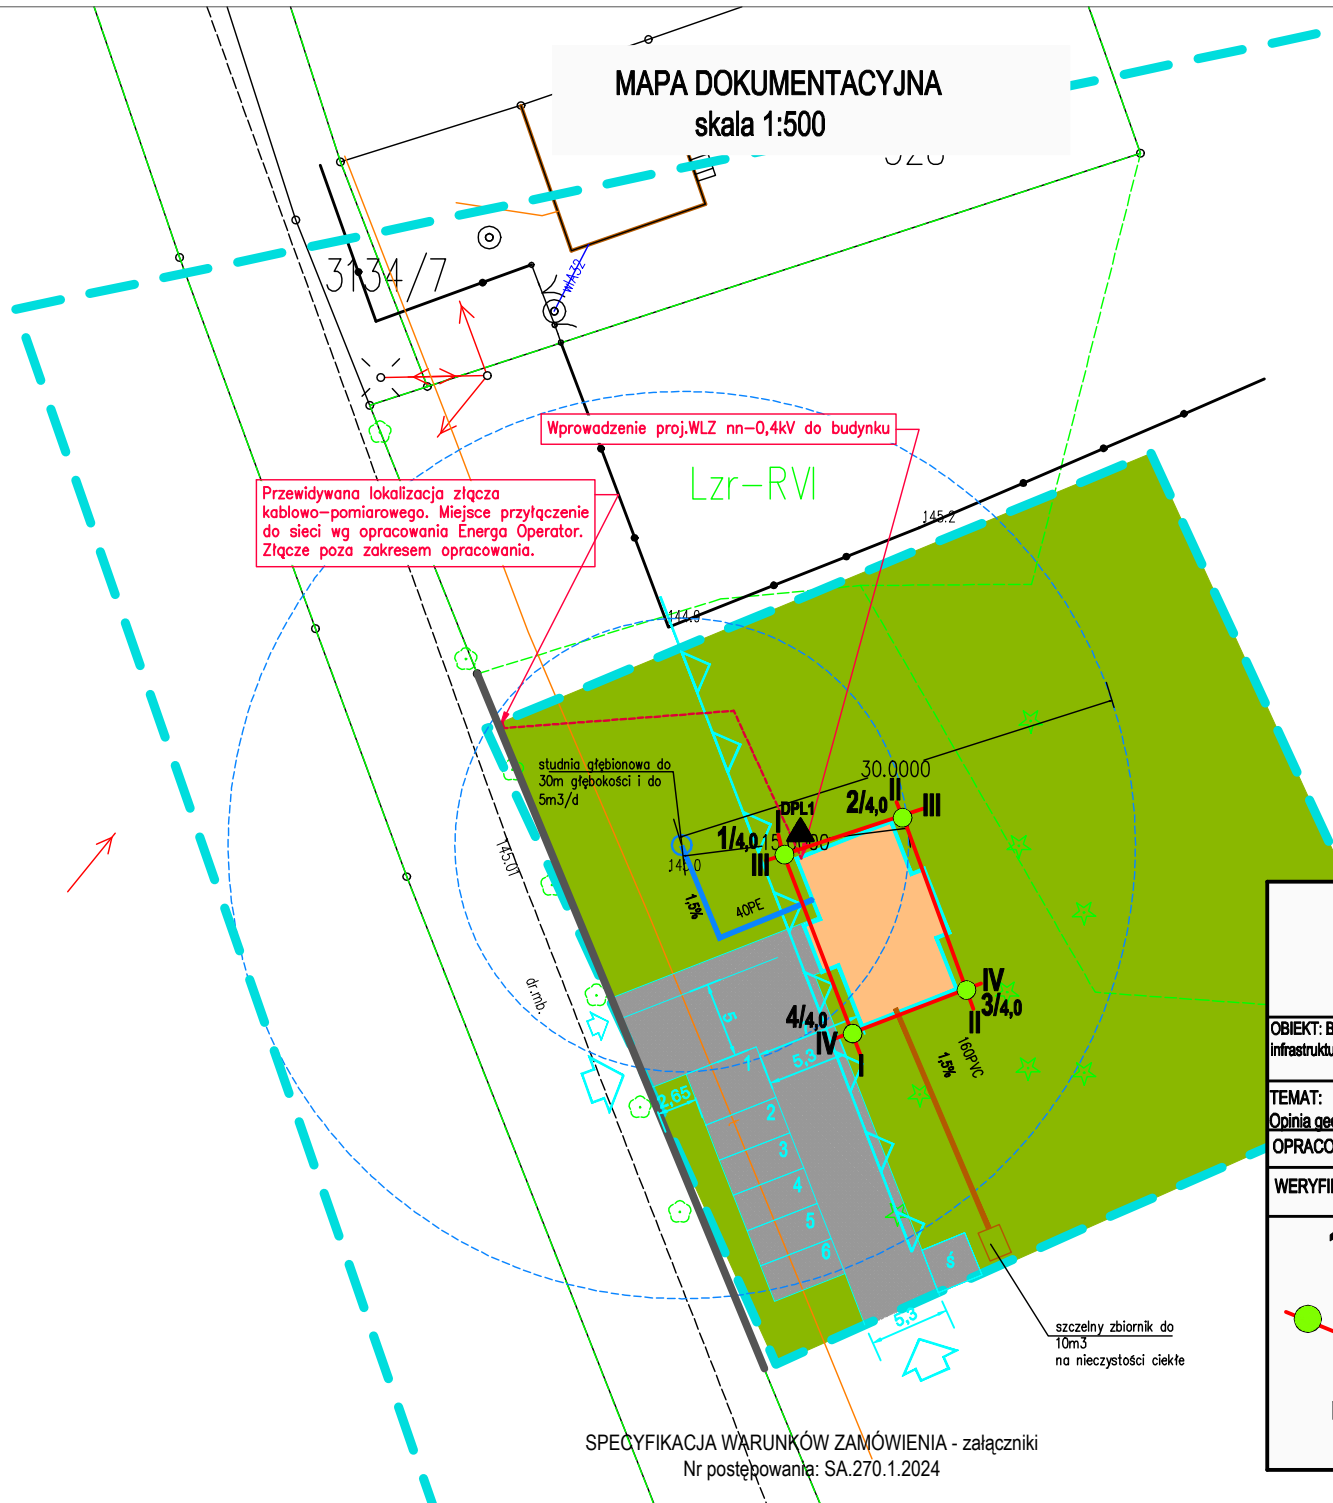 MAPA DOKUMENTACYJNA
skala 1:500
3134/7
wA32
Wprowadzenie proj.WLZ nn-0,4kV do budynku
Lzr-RVI
Przewidywana lokalizacja złącza
kablowo-pomiarowego. Miejsce przyłączenie
do sieci wg opracowania Energa Operator.
Złącze poza zakresem opracowania.
145.2
144.9
studnia głębionowa do
30m głębokości i do
5m3/d
30.0000
II
2/4,0
III
DPL1
I
1/4,0
III
145.01
1,5%
40PE
dr.mb.
IV
3/4,0
II
4/4,0
IV
I
160PVC
1,5%
5
5,3
2,65
1
2
3
4
5
6
ś
5,3
szczelny zbiornik do
10m3
na nieczystości ciekłe
OBIEKT:
TEMAT:
Opinia
SPECYFIKACJA WARUNKÓW ZAMÓWIENIA - załączniki
Nr postępowania: SA.270.1.2024